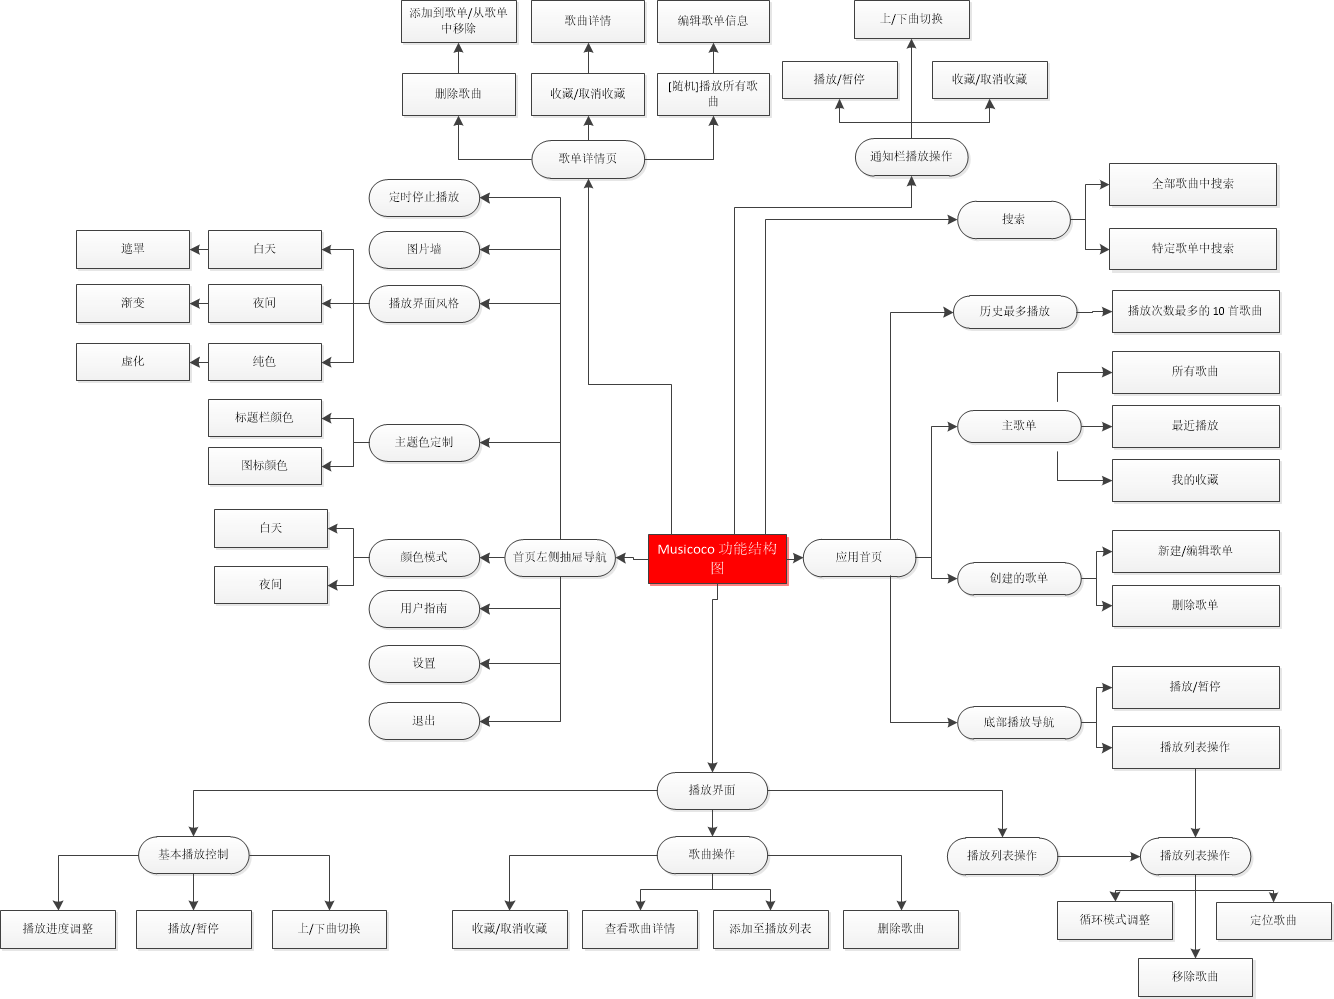 添加到歌单/从歌单
中移除
歌曲详情
编辑歌单信息
上/下曲切换
删除歌曲
收藏/取消收藏
[随机]播放所有歌
曲
播放/暂停
收藏/取消收藏
歌单详情页
通知栏播放操作
定时停止播放
搜索
全部歌曲中搜索
特定歌单中搜索
图片墙
遮罩
白天
渐变
夜间
播放界面风格
虚化
纯色
历史最多播放
播放次数最多的 10 首歌曲
所有歌曲
主歌单
最近播放
我的收藏
标题栏颜色
主题色定制
图标颜色
白天
颜色模式
首页左侧抽屉导航
夜间
Musicoco 功能结构
图
应用首页
新建/编辑歌单
创建的歌单
删除歌单
用户指南
设置
退出
播放/暂停
底部播放导航
播放列表操作
播放界面
基本播放控制
歌曲操作
播放列表操作
播放列表操作
播放进度调整
播放/暂停
上/下曲切换
收藏/取消收藏
查看歌曲详情
添加至播放列表
删除歌曲
循环模式调整
定位歌曲
移除歌曲